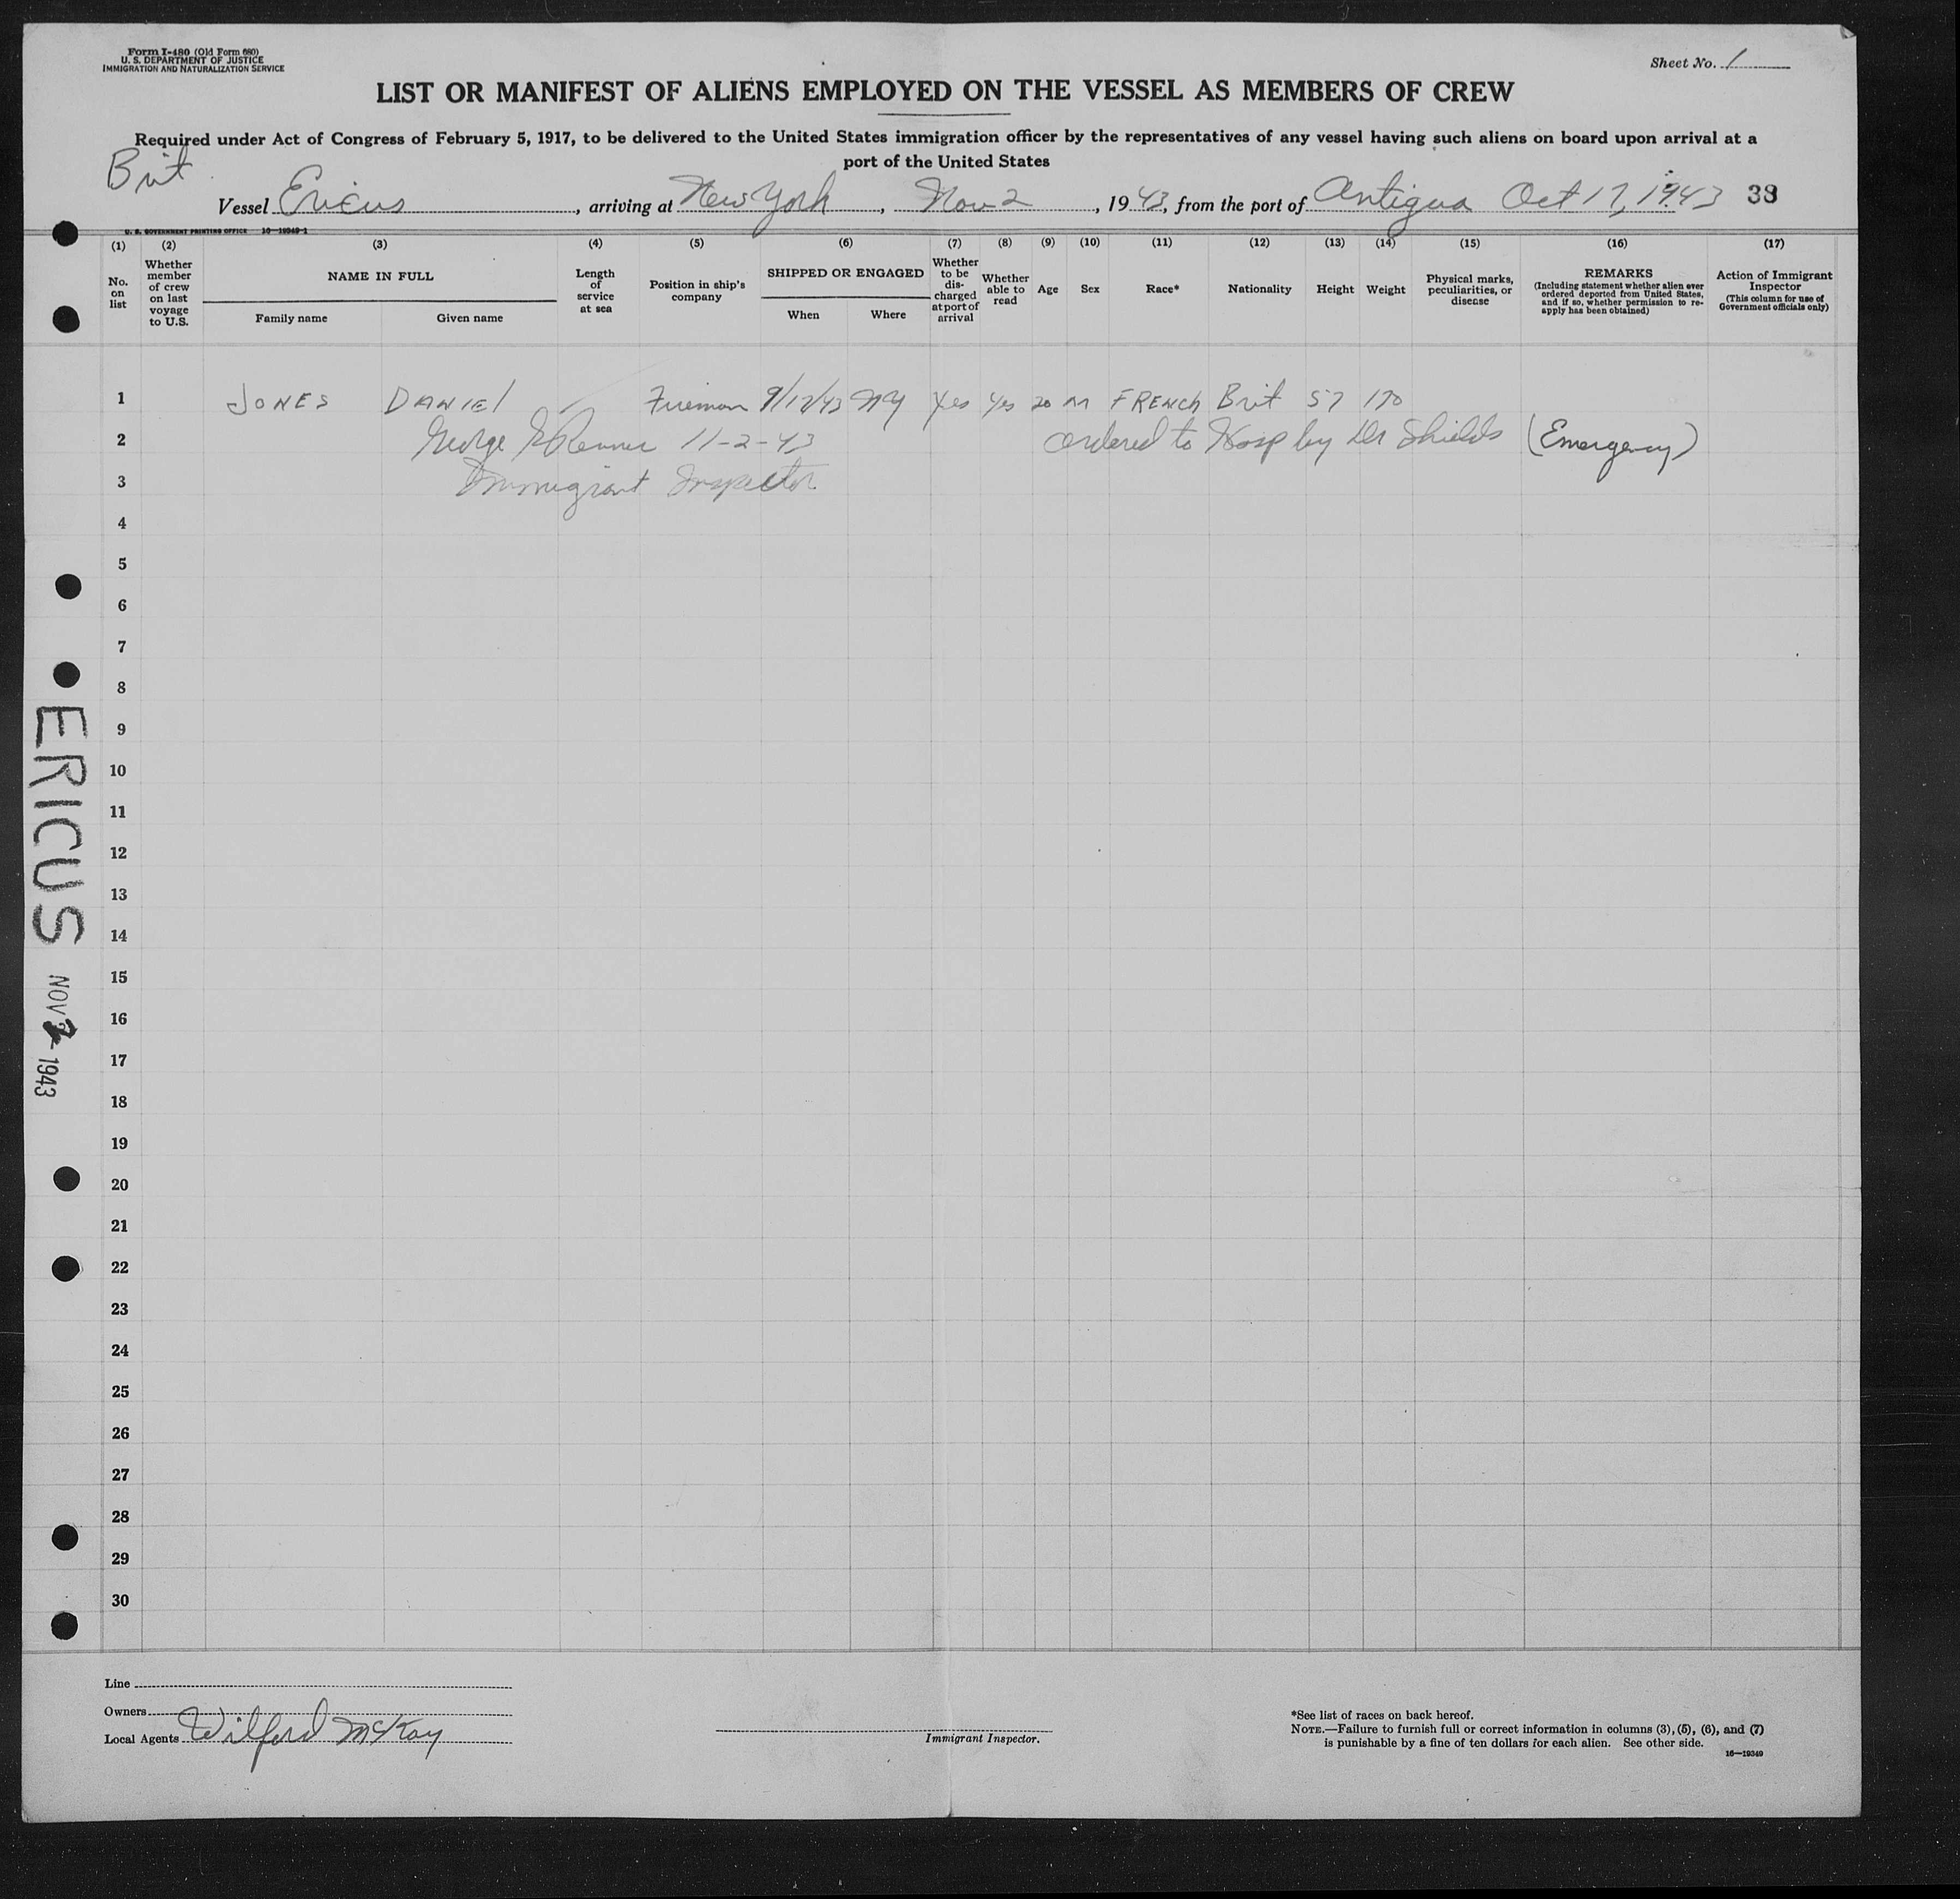 Form I-480 (Old Form 680)
U. S. DEPARTMENT OF JUSTICE
IMMIGRATION AND NATURALIZATION SERVICE
Sheet No. 1
LIST OR MANIFEST OF ALIENS EMPLOYED ON THE VESSEL AS MEMBERS OF CREW
Required under Act of Congress of February 5, 1917, to be delivered to the United States immigration officer by the representatives of any vessel having such aliens on board upon arrival at a
port of the United States
Brit
Vessel Ericus, arriving at New York, Nov 2, 1943, from the port of Antigua Oct 17, 1943 38
U. S. GOVERNMENT PRINTING OFFICE 16—19349-1
(1) (2) (3) (4) (5) (6) (7) (8) (9) (10) (11) (12) (13) (14) (15) (16) (17)
No. on list
Whether member of crew on last voyage to U.S.
NAME IN FULL
Family name Given name
Length of service at sea
Position in ship's company
SHIPPED OR ENGAGED
When Where
Whether to be discharged at port of arrival
Whether able to read
Age
Sex
Race*
Nationality
Height
Weight
Physical marks, peculiarities, or disease
REMARKS
(Including statement whether alien ever ordered deported from United States, and if so, whether permission to reapply has been obtained)
Action of Immigrant Inspector
(This column for use of Government officials only)
1 JONES DANIEl Fireman 9/12/43 NY Yes Yes 20 M FRENCH Brit 57 170
2 George 11-2-43 ordered to Hosp by Dr Shields (Emergency)
3 Immigrant Inspector
4
5
6
7
8
9
10
11
12
13
14
15
16
17
18
19
20
21
22
23
24
25
26
27
28
29
30
ERICUS
NOV 2 1943
Line
Owners
Local Agents Wilford McKay
Immigrant Inspector.
*See list of races on back hereof.
NOTE.—Failure to furnish full or correct information in columns (3), (5), (6), and (7)
is punishable by a fine of ten dollars for each alien. See other side.
16—19349